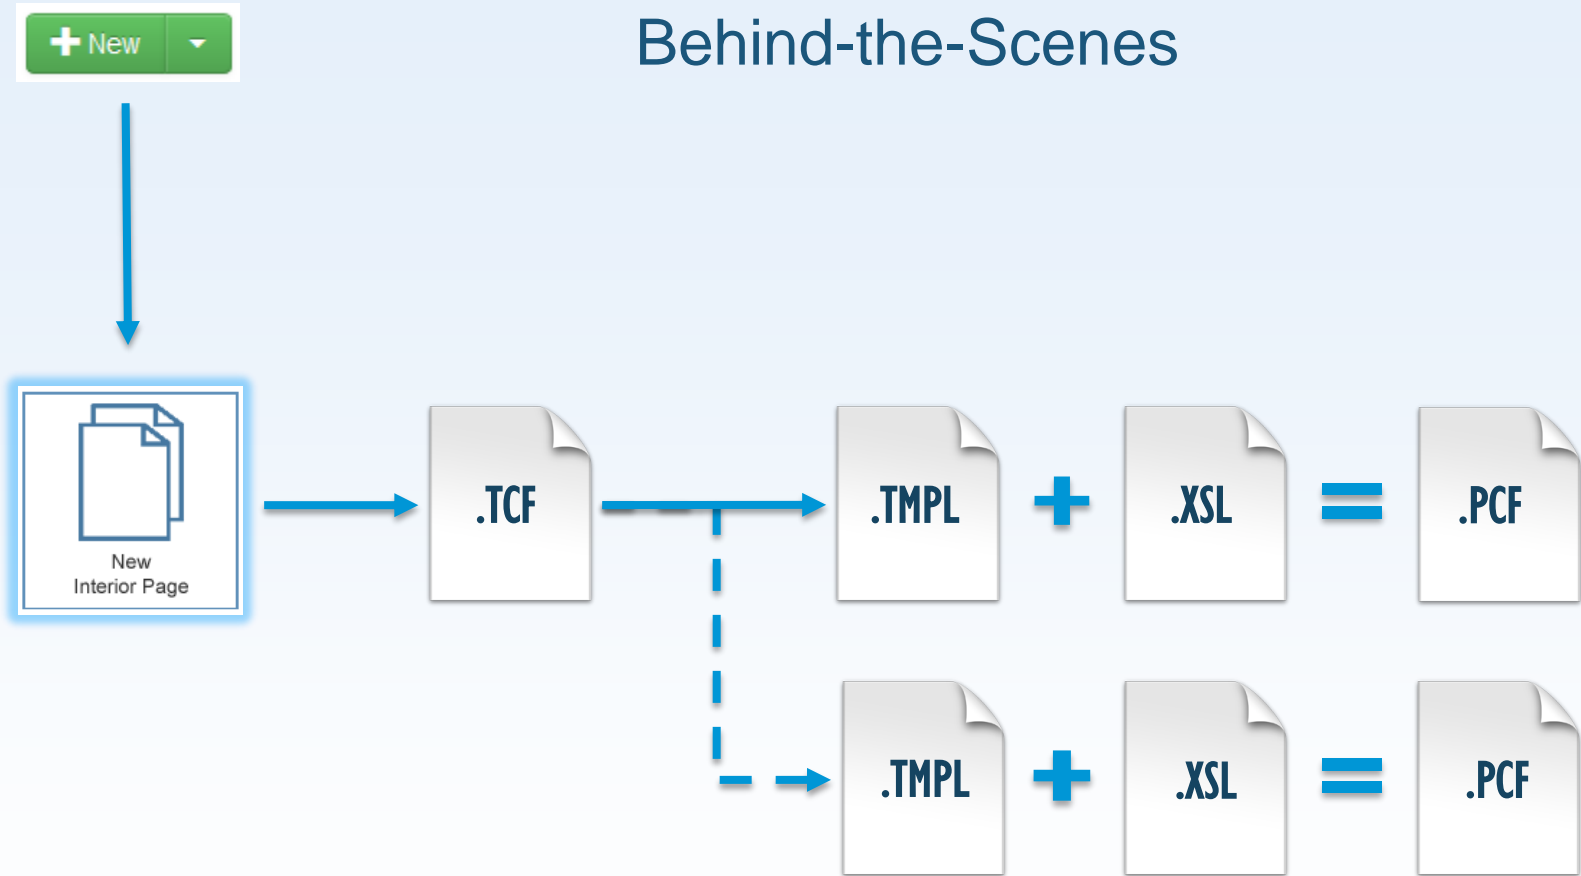 New
Behind-the-Scenes
New
Interior Page
.TCF
.TMPL
.XSL
.PCF
.TMPL
.XSL
.PCF